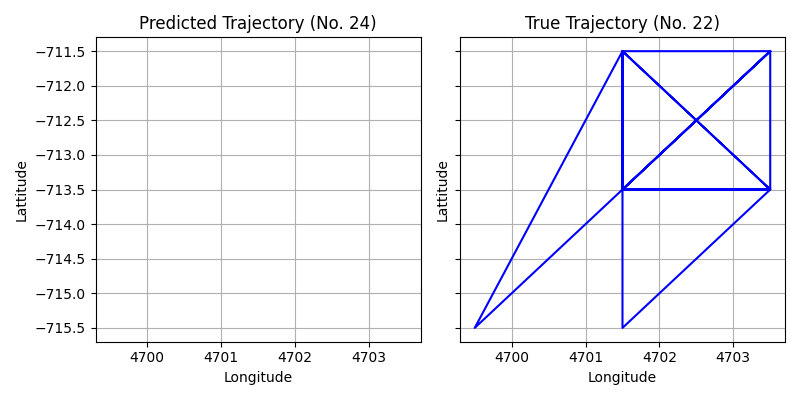 Predicted Trajectory (No. 24)
−711.5
−712.0
−712.5
−713.0
−713.5
−714.0
−714.5
−715.0
−715.5
Lattitude
4700
4701
4702
4703
Longitude
True Trajectory (No. 22)
Lattitude
4700
4701
4702
4703
Longitude